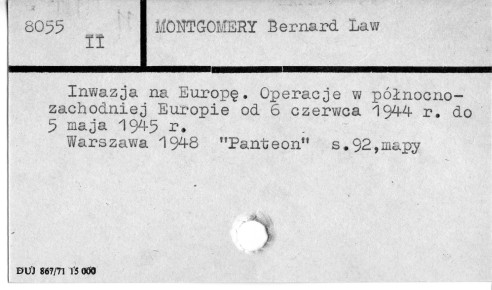 8055
II
MONTGOMERY Bernard Law
Inwazja na Europę. Operacje w północno-
zachodniej Europie od 6 czerwca 1944 r. do
5 maja 1945 r.
Warszawa 1948 "Panteon" s.92,mapy
DUJ 867/71 15 000